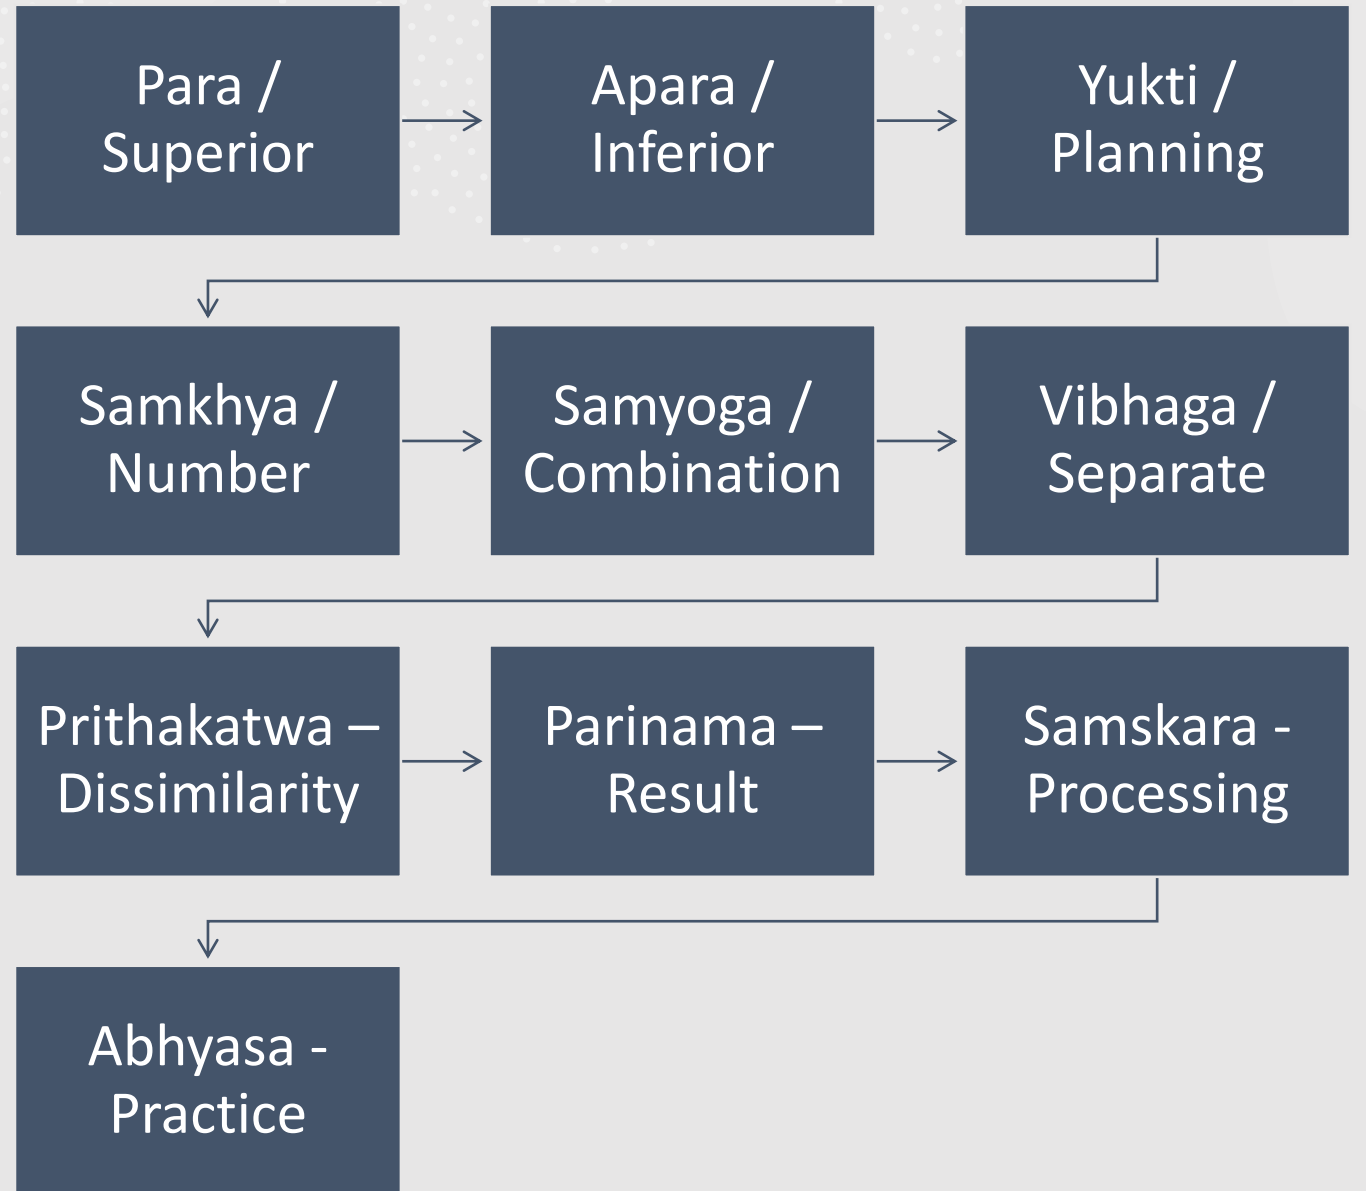 Para /
Superior
Apara /
Inferior
Yukti /
Planning
Samkhya /
Number
Samyoga /
Combination
Vibhaga /
Separate
Prithakatwa –
Dissimilarity
Parinama –
Result
Samskara -
Processing
Abhyasa -
Practice